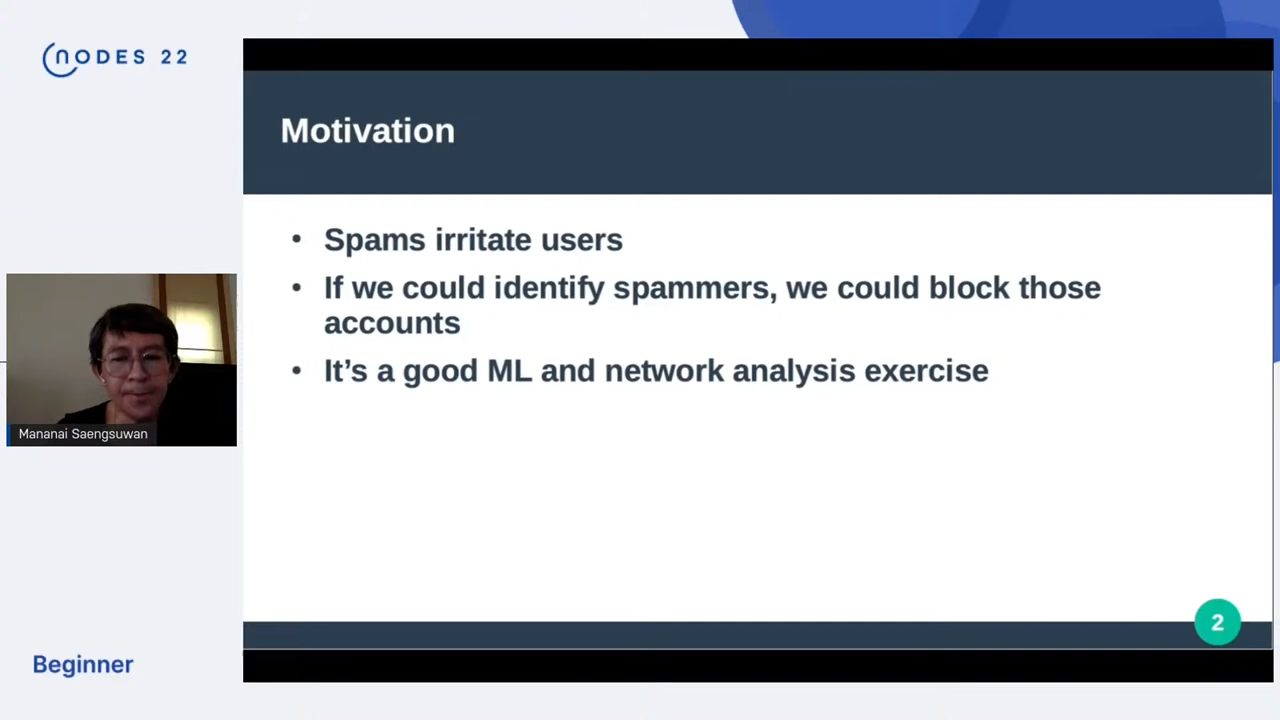 NODES 22
Motivation
• Spams irritate users
• If we could identify spammers, we could block those
accounts
• It’s a good ML and network analysis exercise
Mananai Saengsuwan
2
Beginner